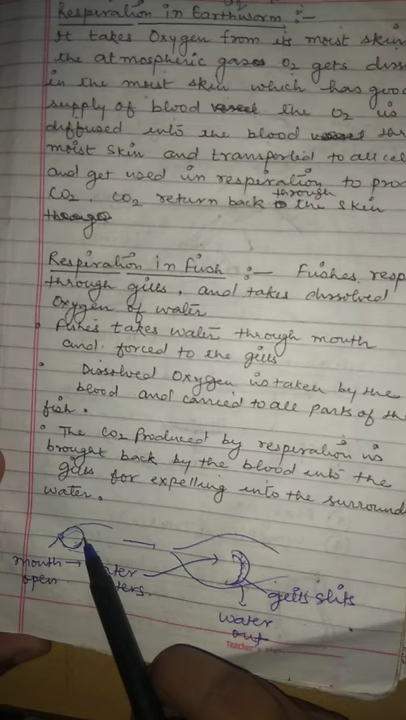 Respiration in Earthworm :-
It takes Oxygen from its moist skin
the atmospheric gases O2 gets diss
in the moist skin which has good
supply of blood the O2 is
diffused into the blood thr
moist skin and transported to all cel
and get used in respiration to proc
CO2. CO2 return back through the skin
Respiration in fish :- Fishes resp
through gills, and takes dissolved
Oxygen of water
• fishes takes water through mouth
and forced to the gills
• Dissolved Oxygen is taken by the
blood and carried to all parts of th
fish.
• The CO2 Produced by respiration is
brought back by the blood into the
gills for expelling into the surround
water.
mouth → water
open ters.
gills slits
water
out
Teacher's